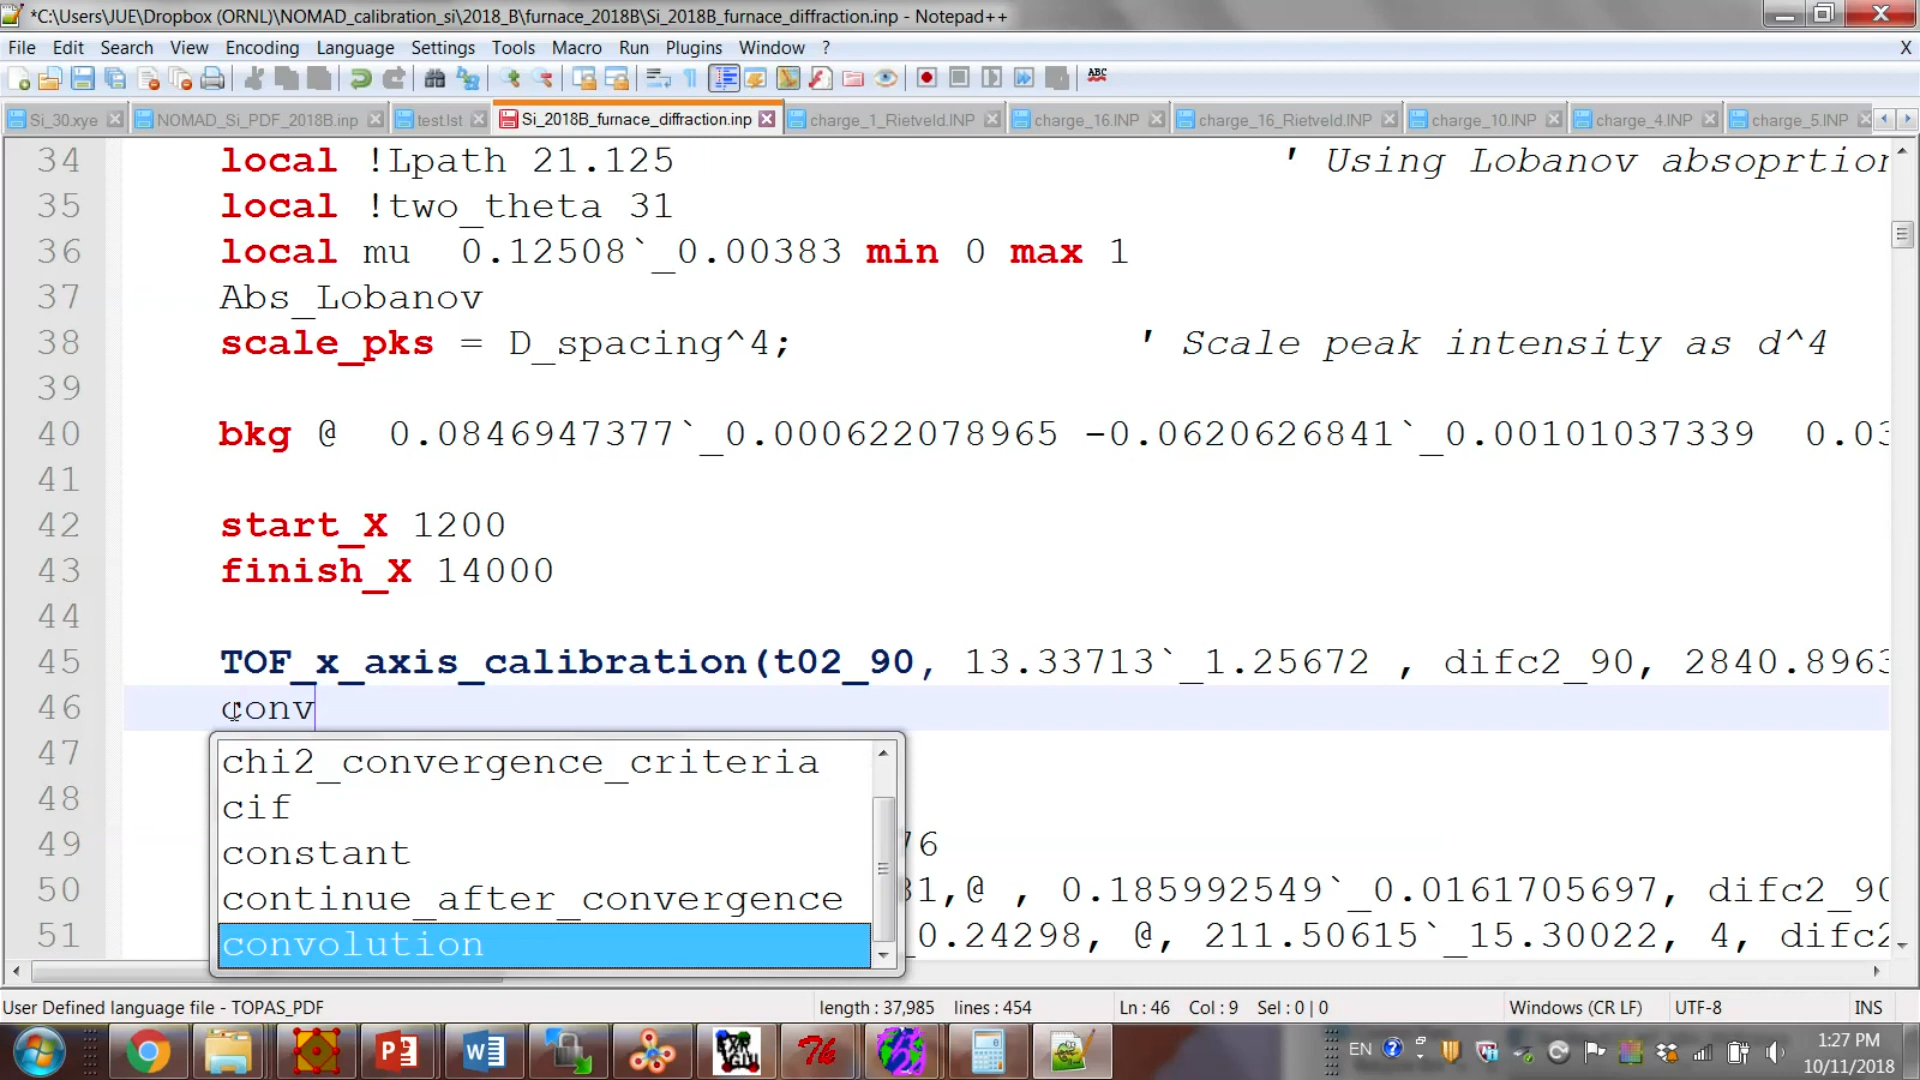 *C:\Users\JUE\Dropbox (ORNL)\NOMAD_calibration_si\2018_B\furnace_2018B\Si_2018B_furnace_diffraction.inp - Notepad++
File Edit Search View Encoding Language Settings Tools Macro Run Plugins Window ? X
Si_30.xye NOMAD_Si_PDF_2018B.inp test.lst Si_2018B_furnace_diffraction.inp charge_1_Rietveld.INP charge_16.INP charge_16_Rietveld.INP charge_10.INP charge_4.INP charge_5.INP
34 local !Lpath 21.125 ' Using Lobanov absoprtion
35 local !two_theta 31
36 local mu 0.12508`_0.00383 min 0 max 1
37 Abs_Lobanov
38 scale_pks = D_spacing^4; ' Scale peak intensity as d^4
39
40 bkg @ 0.0846947377`_0.000622078965 -0.0620626841`_0.00101037339 0.03
41
42 start_X 1200
43 finish_X 14000
44
45 TOF_x_axis_calibration(t02_90, 13.33713`_1.25672 , difc2_90, 2840.8963
46 conv
47 chi2_convergence_criteria
48 cif
49 constant 76
50 continue_after_convergence 31,@ , 0.185992549`_0.0161705697, difc2_90
51 convolution 0.24298, @, 211.50615`_15.30022, 4, difc2
User Defined language file - TOPAS_PDF length : 37,985 lines : 454 Ln : 46 Col : 9 Sel : 0 | 0 Windows (CR LF) UTF-8 INS
EN 1:27 PM
10/11/2018